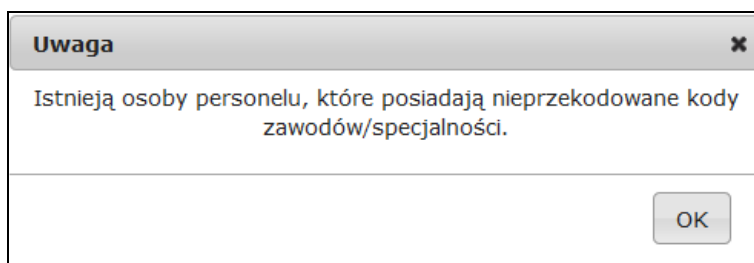 Uwaga
Istnieją osoby personelu, które posiadają nieprzekodowane kody
zawodów/specjalności.
OK